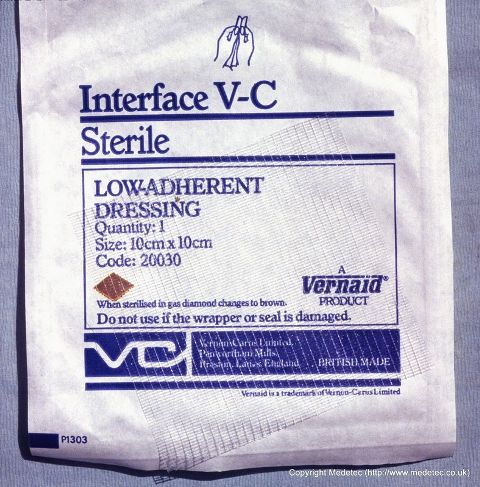 Interface V-C
Sterile
LOW-ADHERENT
DRESSING
Quantity: 1
Size: 10cm x 10cm
Code: 20030
A
Vernaid®
PRODUCT
When sterilised in gas diamond changes to brown.
Do not use if the wrapper or seal is damaged.
VC
Vernon-Carus Limited,
Penwortham Mills,
Preston, Lancs, England.
BRITISH MADE
Vernaid is a trademark of Vernon-Carus Limited
P1303
Copyright Medetec (http://www.medetec.co.uk)